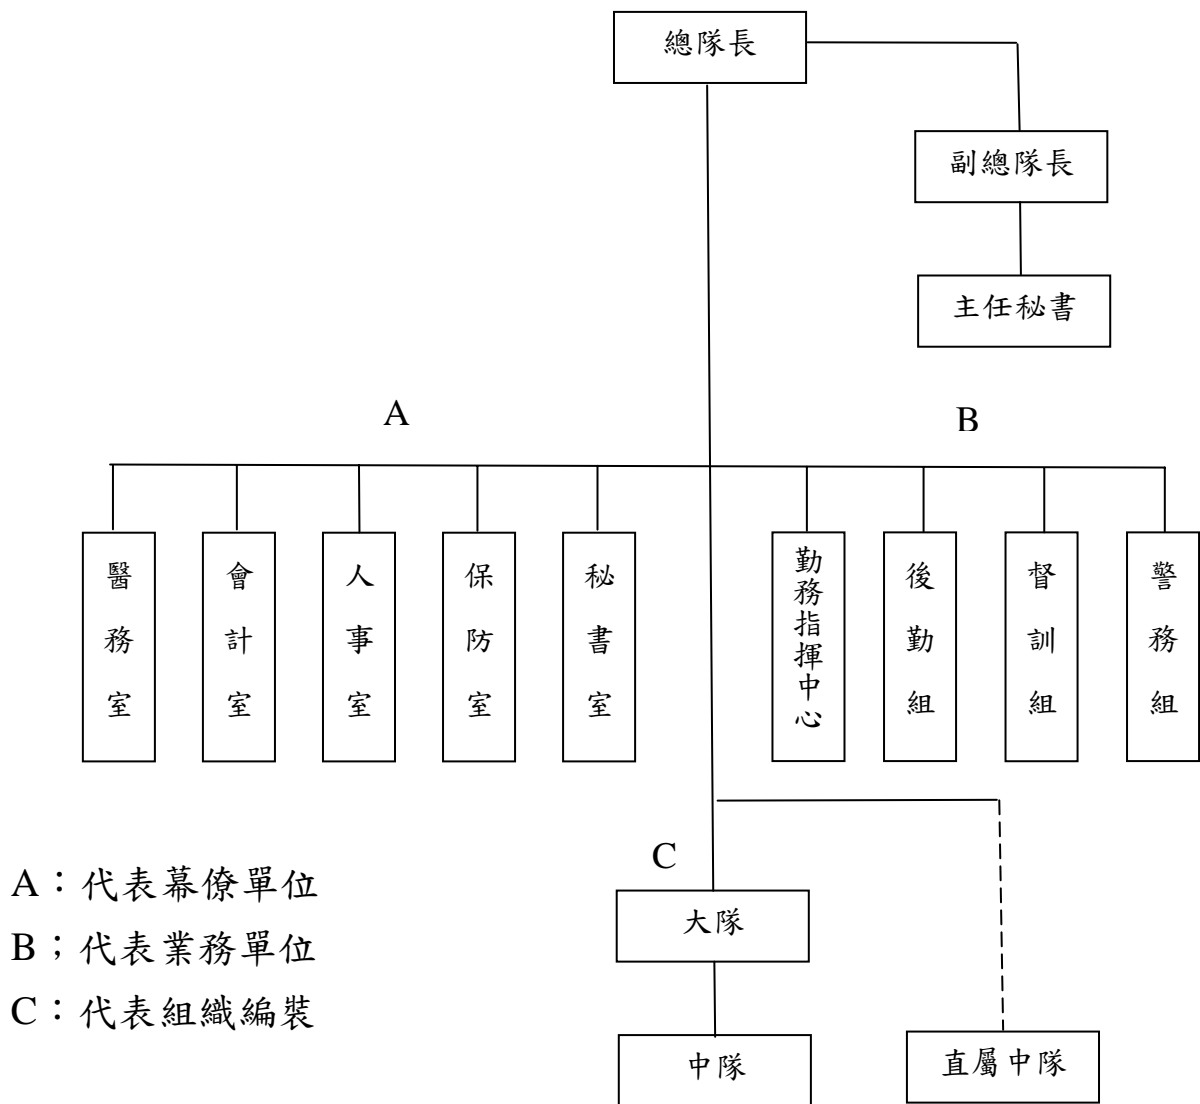 總隊長
副總隊長
主任秘書
A
B
醫務室
會計室
人事室
保防室
秘書室
勤務指揮中心
後勤組
督訓組
警務組
C
大隊
中隊
直屬中隊
A：代表幕僚單位
B；代表業務單位
C：代表組織編裝